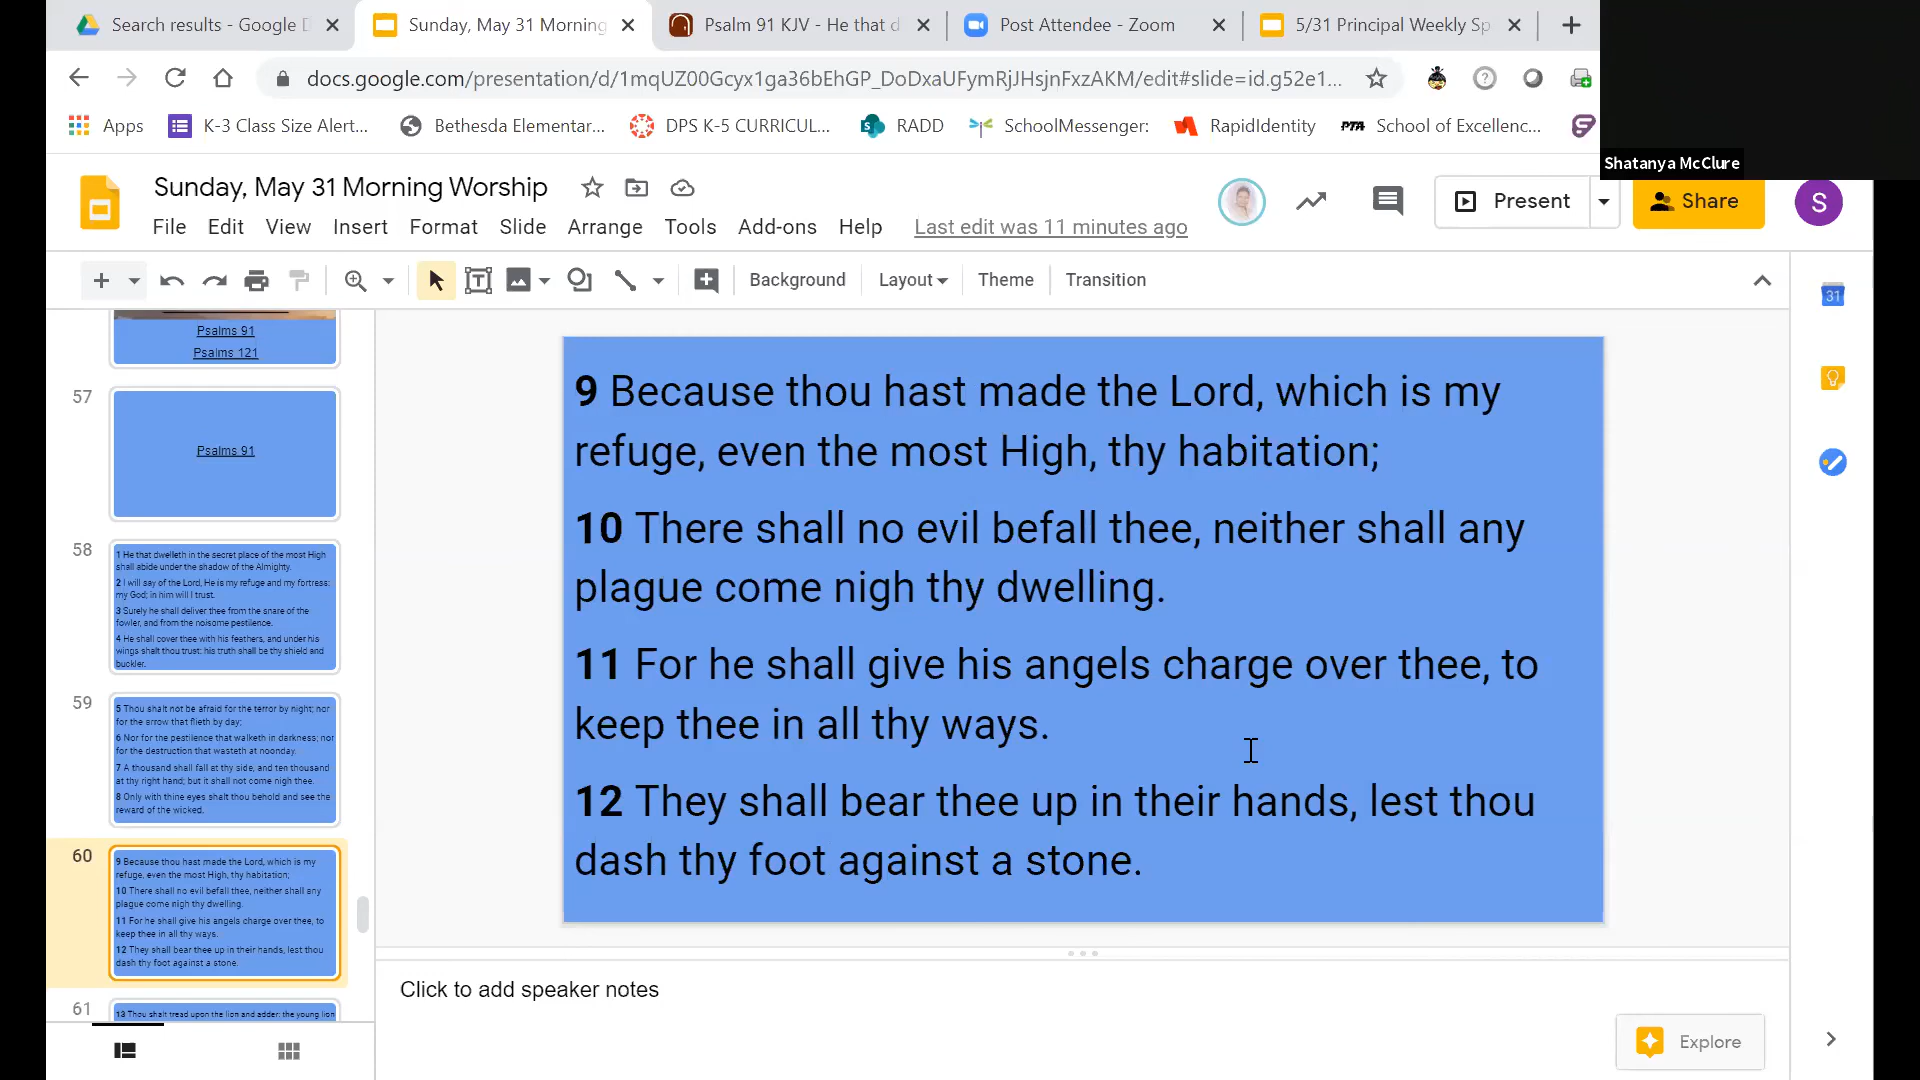 Search results - Google D
Sunday, May 31 Morning
Psalm 91 KJV - He that d
Post Attendee - Zoom
5/31 Principal Weekly Sp
docs.google.com/presentation/d/1mqUZ00Gcyx1ga36bEhGP_DoDxaUFymRjJHsjnFxzAKM/edit#slide=id.g52e1...
Apps
K-3 Class Size Alert...
Bethesda Elementar...
DPS K-5 CURRICUL...
RADD
SchoolMessenger:
RapidIdentity
PTA School of Excellenc...
Shatanya McClure
Sunday, May 31 Morning Worship
Present
Share
S
File Edit View Insert Format Slide Arrange Tools Add-ons Help Last edit was 11 minutes ago
Background Layout Theme Transition
31
Psalms 91
Psalms 121
57
Psalms 91
58
1 He that dwelleth in the secret place of the most High
shall abide under the shadow of the Almighty.
2 I will say of the Lord, He is my refuge and my fortress:
my God; in him will I trust.
3 Surely he shall deliver thee from the snare of the
fowler, and from the noisome pestilence.
4 He shall cover thee with his feathers, and under his
wings shalt thou trust: his truth shall be thy shield and
buckler.
59
5 Thou shalt not be afraid for the terror by night; nor
for the arrow that flieth by day;
6 Nor for the pestilence that walketh in darkness; nor
for the destruction that wasteth at noonday.
7 A thousand shall fall at thy side, and ten thousand
at thy right hand; but it shall not come nigh thee.
8 Only with thine eyes shalt thou behold and see the
reward of the wicked.
60
9 Because thou hast made the Lord, which is my
refuge, even the most High, thy habitation;
10 There shall no evil befall thee, neither shall any
plague come nigh thy dwelling.
11 For he shall give his angels charge over thee, to
keep thee in all thy ways.
12 They shall bear thee up in their hands, lest thou
dash thy foot against a stone.
61
13 Thou shalt tread upon the lion and adder: the young lion
9 Because thou hast made the Lord, which is my
refuge, even the most High, thy habitation;
10 There shall no evil befall thee, neither shall any
plague come nigh thy dwelling.
11 For he shall give his angels charge over thee, to
keep thee in all thy ways.
12 They shall bear thee up in their hands, lest thou
dash thy foot against a stone.
Click to add speaker notes
Explore